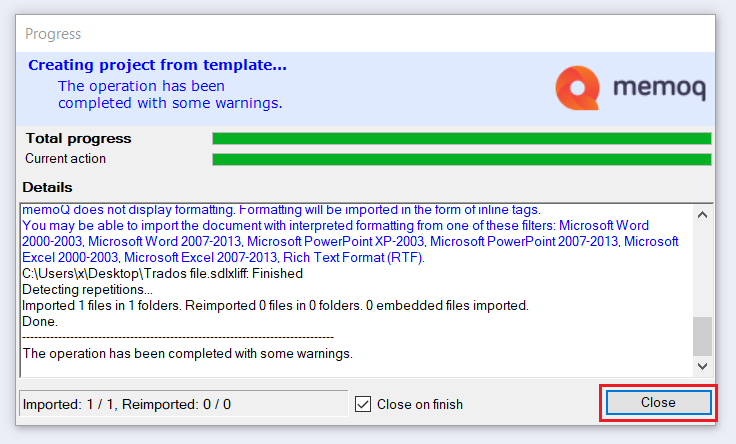 Progress
Creating project from template...
The operation has been
completed with some warnings.
memoq
Total progress
Current action
Details
memoQ does not display formatting. Formatting will be imported in the form of inline tags.
You may be able to import the document with interpreted formatting from one of these filters: Microsoft Word
2000-2003, Microsoft Word 2007-2013, Microsoft PowerPoint XP-2003, Microsoft PowerPoint 2007-2013, Microsoft
Excel 2000-2003, Microsoft Excel 2007-2013, Rich Text Format (RTF).
C:\Users\x\Desktop\Trados file.sdlxliff: Finished
Detecting repetitions...
Imported 1 files in 1 folders. Reimported 0 files in 0 folders. 0 embedded files imported.
Done.
------------------------------------------------------------------------------
The operation has been completed with some warnings.
Imported: 1 / 1, Reimported: 0 / 0
Close on finish
Close